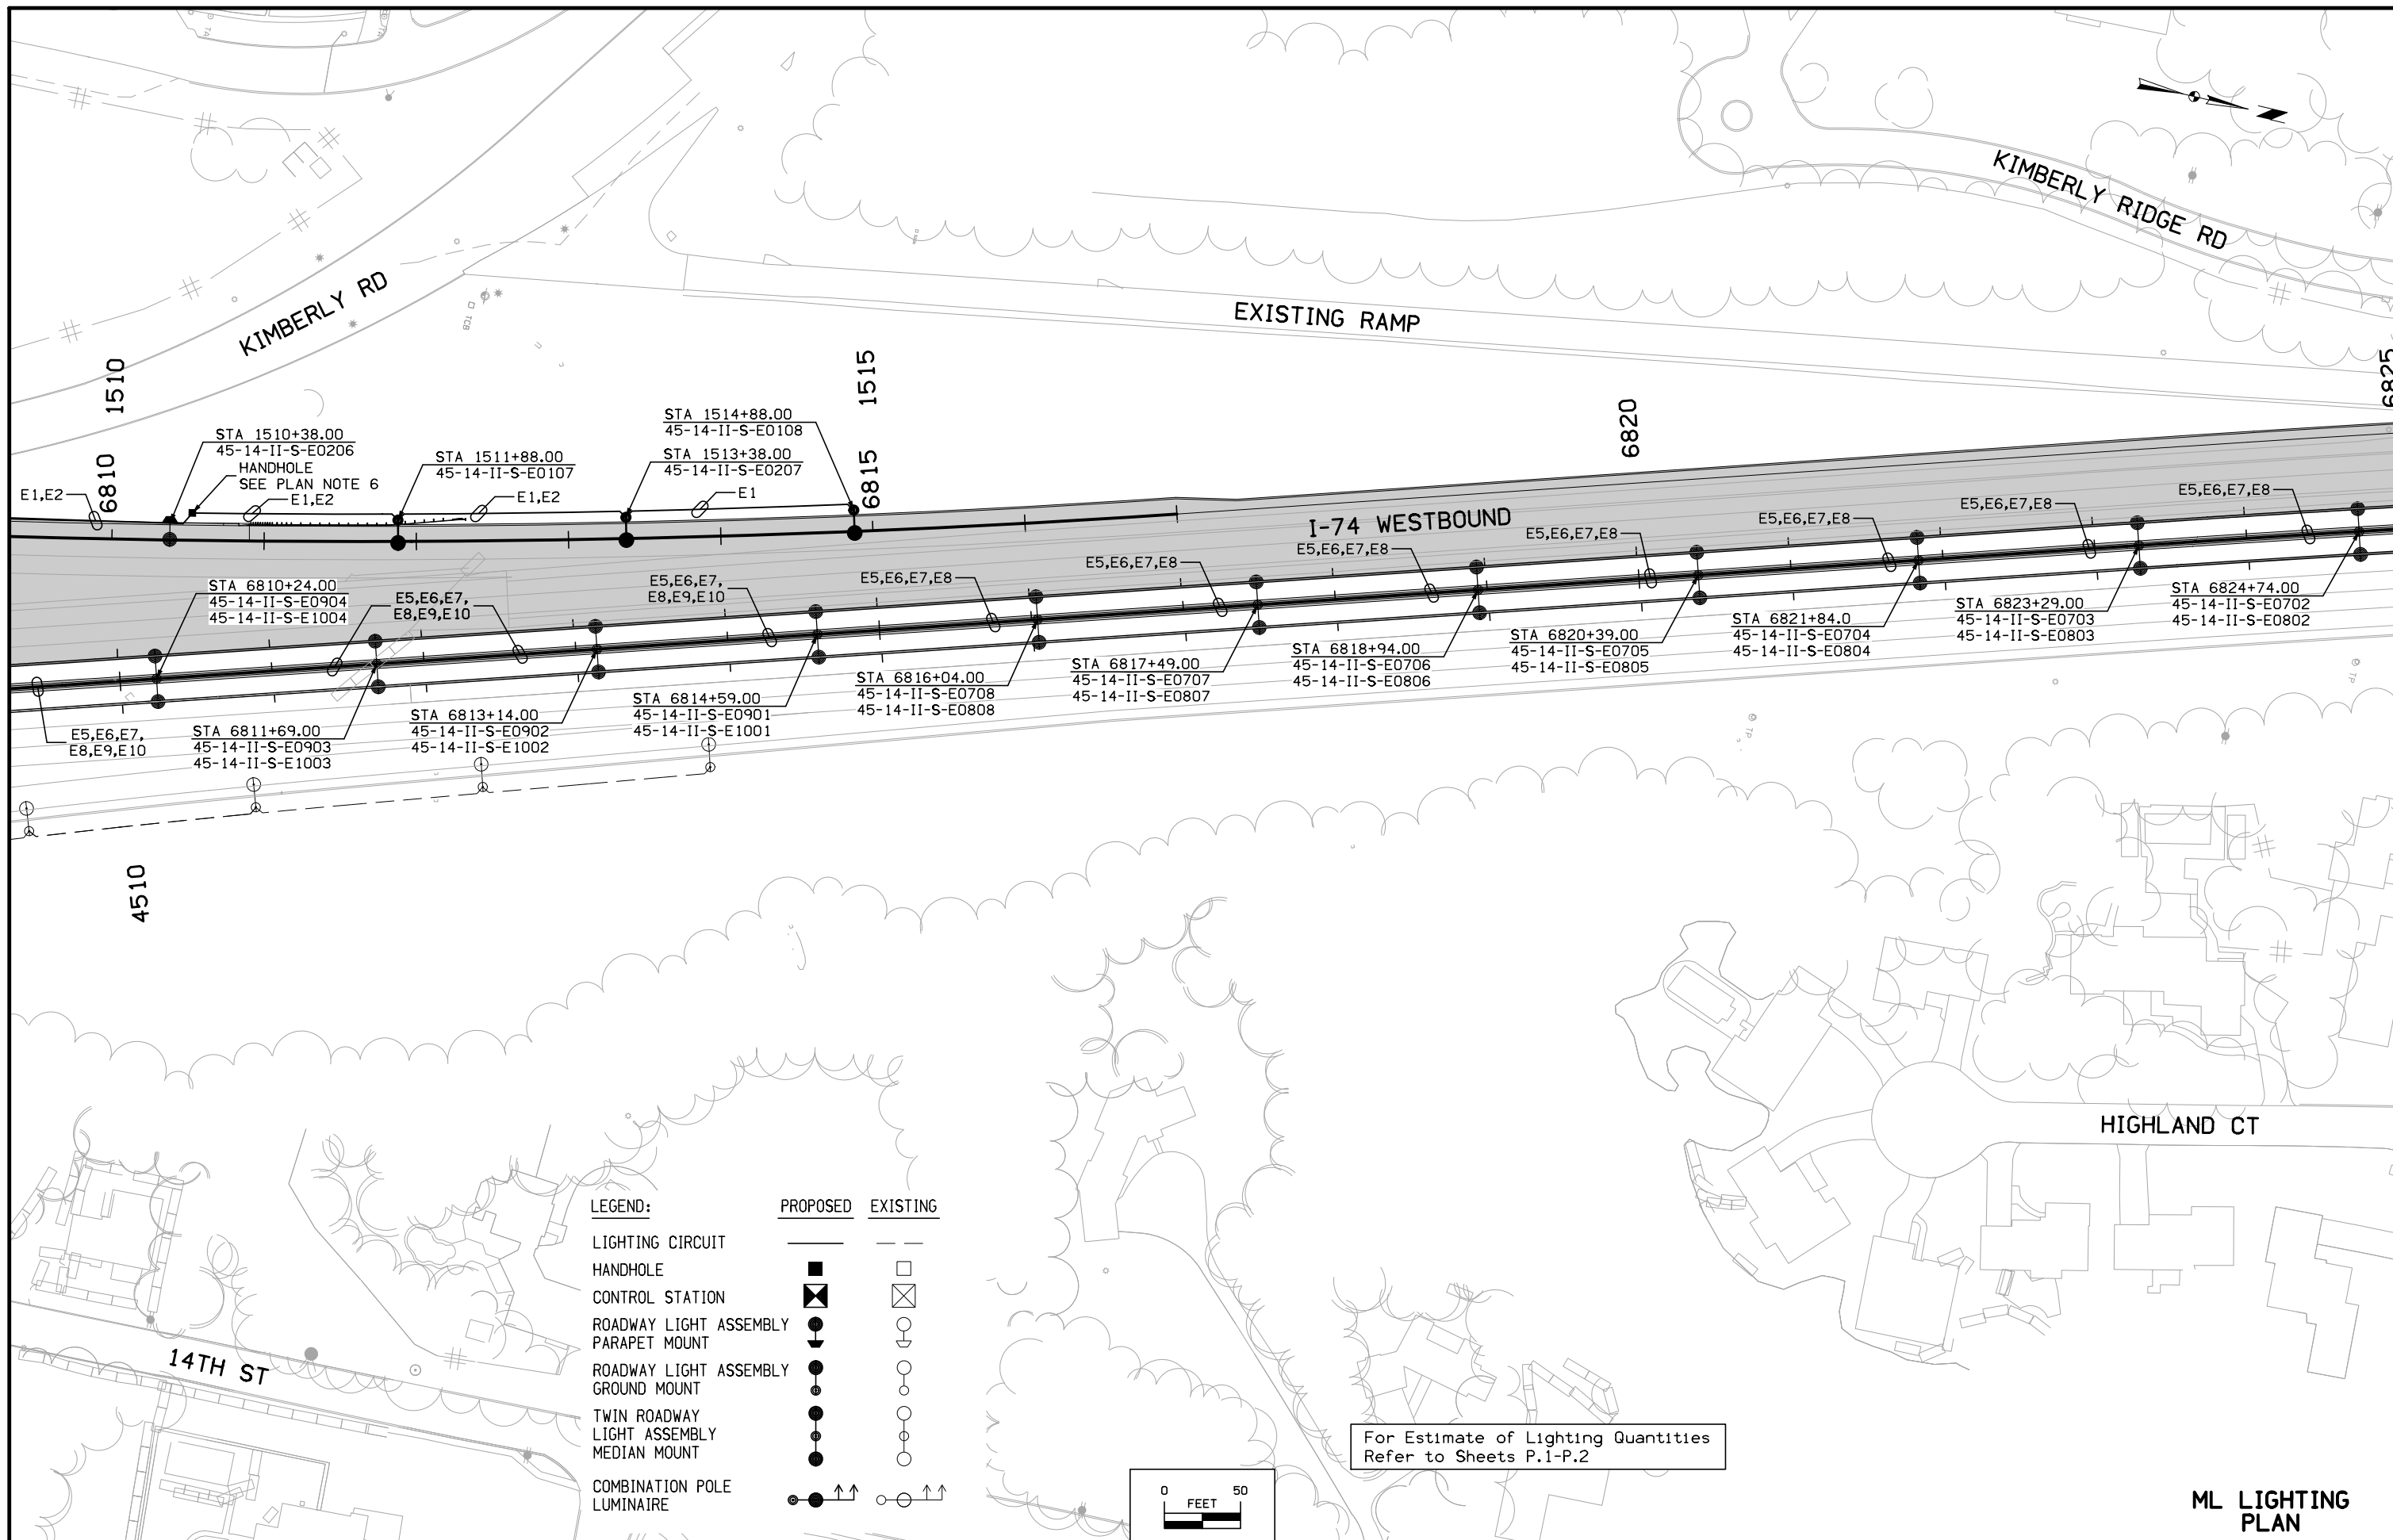 KIMBERLY RIDGE RD
KIMBERLY RD
TCB
EXISTING RAMP
1510
1515
6810
6815
6820
6825
STA 1510+38.00
45-14-II-S-E0206
HANDHOLE
SEE PLAN NOTE 6
E1,E2
E1,E2
STA 1511+88.00
45-14-II-S-E0107
E1,E2
STA 1514+88.00
45-14-II-S-E0108
STA 1513+38.00
45-14-II-S-E0207
E1
I-74 WESTBOUND
STA 6810+24.00
45-14-II-S-E0904
45-14-II-S-E1004
E5,E6,E7,
E8,E9,E10
E5,E6,E7,
E8,E9,E10
E5,E6,E7,E8
E5,E6,E7,E8
E5,E6,E7,E8
E5,E6,E7,E8
E5,E6,E7,E8
E5,E6,E7,E8
E5,E6,E7,E8
E5,E6,E7,
E8,E9,E10
STA 6811+69.00
45-14-II-S-E0903
45-14-II-S-E1003
STA 6813+14.00
45-14-II-S-E0902
45-14-II-S-E1002
STA 6814+59.00
45-14-II-S-E0901
45-14-II-S-E1001
STA 6816+04.00
45-14-II-S-E0708
45-14-II-S-E0808
STA 6817+49.00
45-14-II-S-E0707
45-14-II-S-E0807
STA 6818+94.00
45-14-II-S-E0706
45-14-II-S-E0806
STA 6820+39.00
45-14-II-S-E0705
45-14-II-S-E0805
STA 6821+84.0
45-14-II-S-E0704
45-14-II-S-E0804
STA 6823+29.00
45-14-II-S-E0703
45-14-II-S-E0803
STA 6824+74.00
45-14-II-S-E0702
45-14-II-S-E0802
TP
TP
4510
HIGHLAND CT
14TH ST
LEGEND: PROPOSED EXISTING
LIGHTING CIRCUIT
HANDHOLE
CONTROL STATION
ROADWAY LIGHT ASSEMBLY
PARAPET MOUNT
ROADWAY LIGHT ASSEMBLY
GROUND MOUNT
TWIN ROADWAY
LIGHT ASSEMBLY
MEDIAN MOUNT
COMBINATION POLE
LUMINAIRE
0 50
FEET
For Estimate of Lighting Quantities
Refer to Sheets P.1-P.2
ML LIGHTING
PLAN